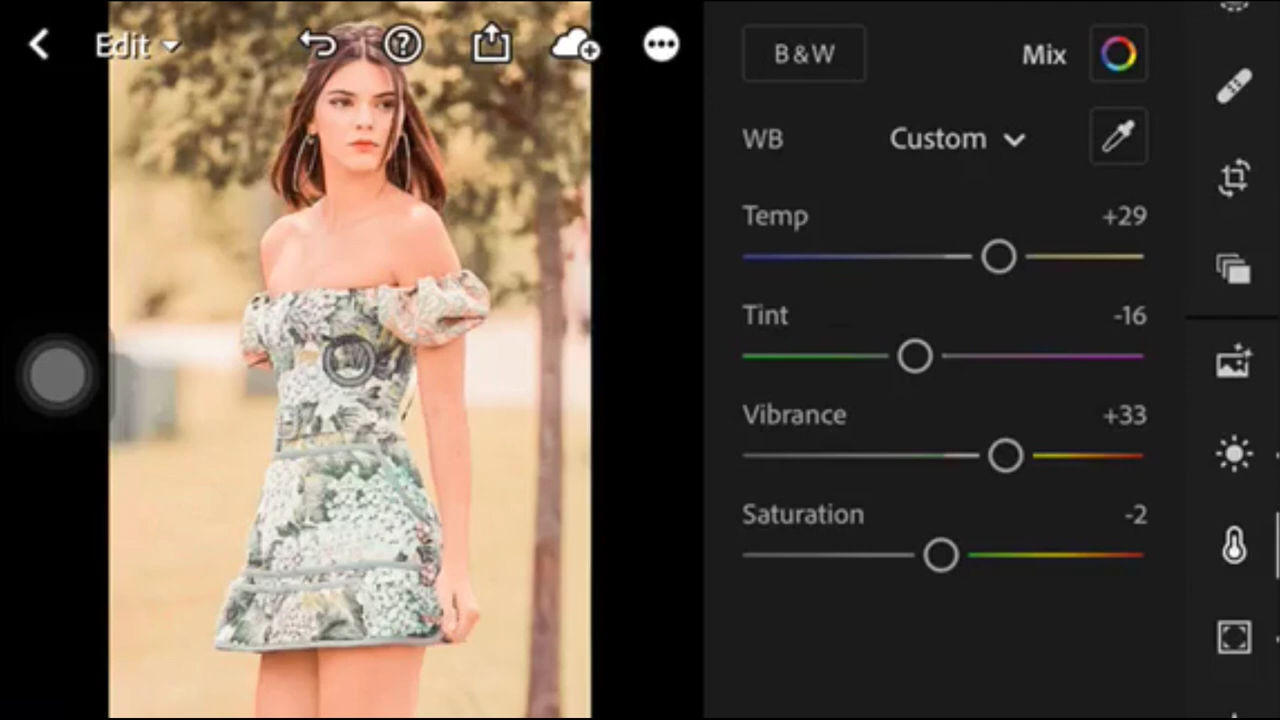 Edit
B&W
Mix
WB
Custom
Temp
+29
Tint
-16
Vibrance
+33
Saturation
-2